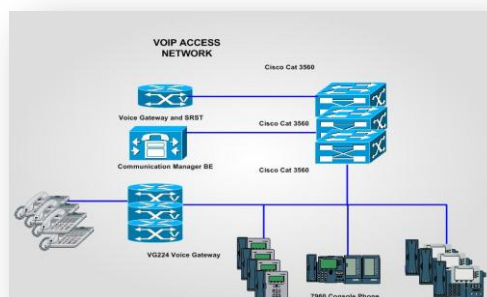 VOIP ACCESS
NETWORK
Cisco Cat 3560
Voice Gateway and SRST
Cisco Cat 3560
Communication Manager BE
Cisco Cat 3560
VG224 Voice Gateway
7960 Console Phone